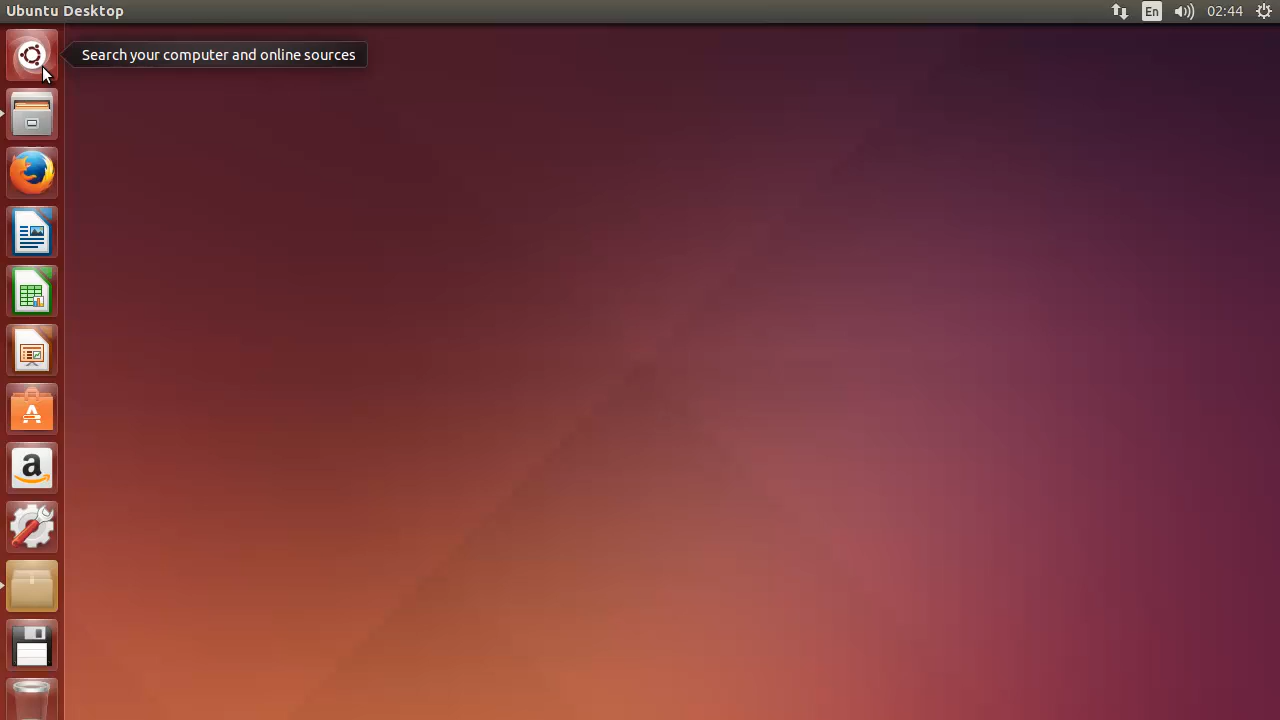 Ubuntu Desktop
En
02:44
Search your computer and online sources
A
a